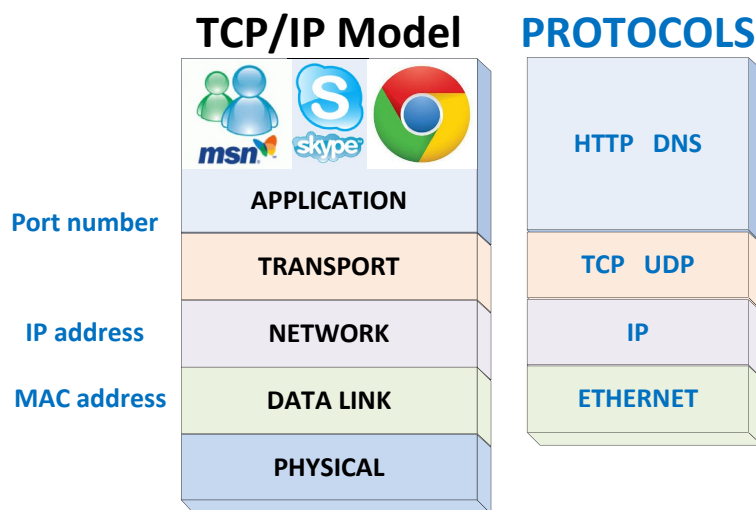 TCP/IP Model
PROTOCOLS
msn
skype
HTTP DNS
APPLICATION
Port number
TRANSPORT
TCP UDP
IP address
NETWORK
IP
MAC address
DATA LINK
ETHERNET
PHYSICAL